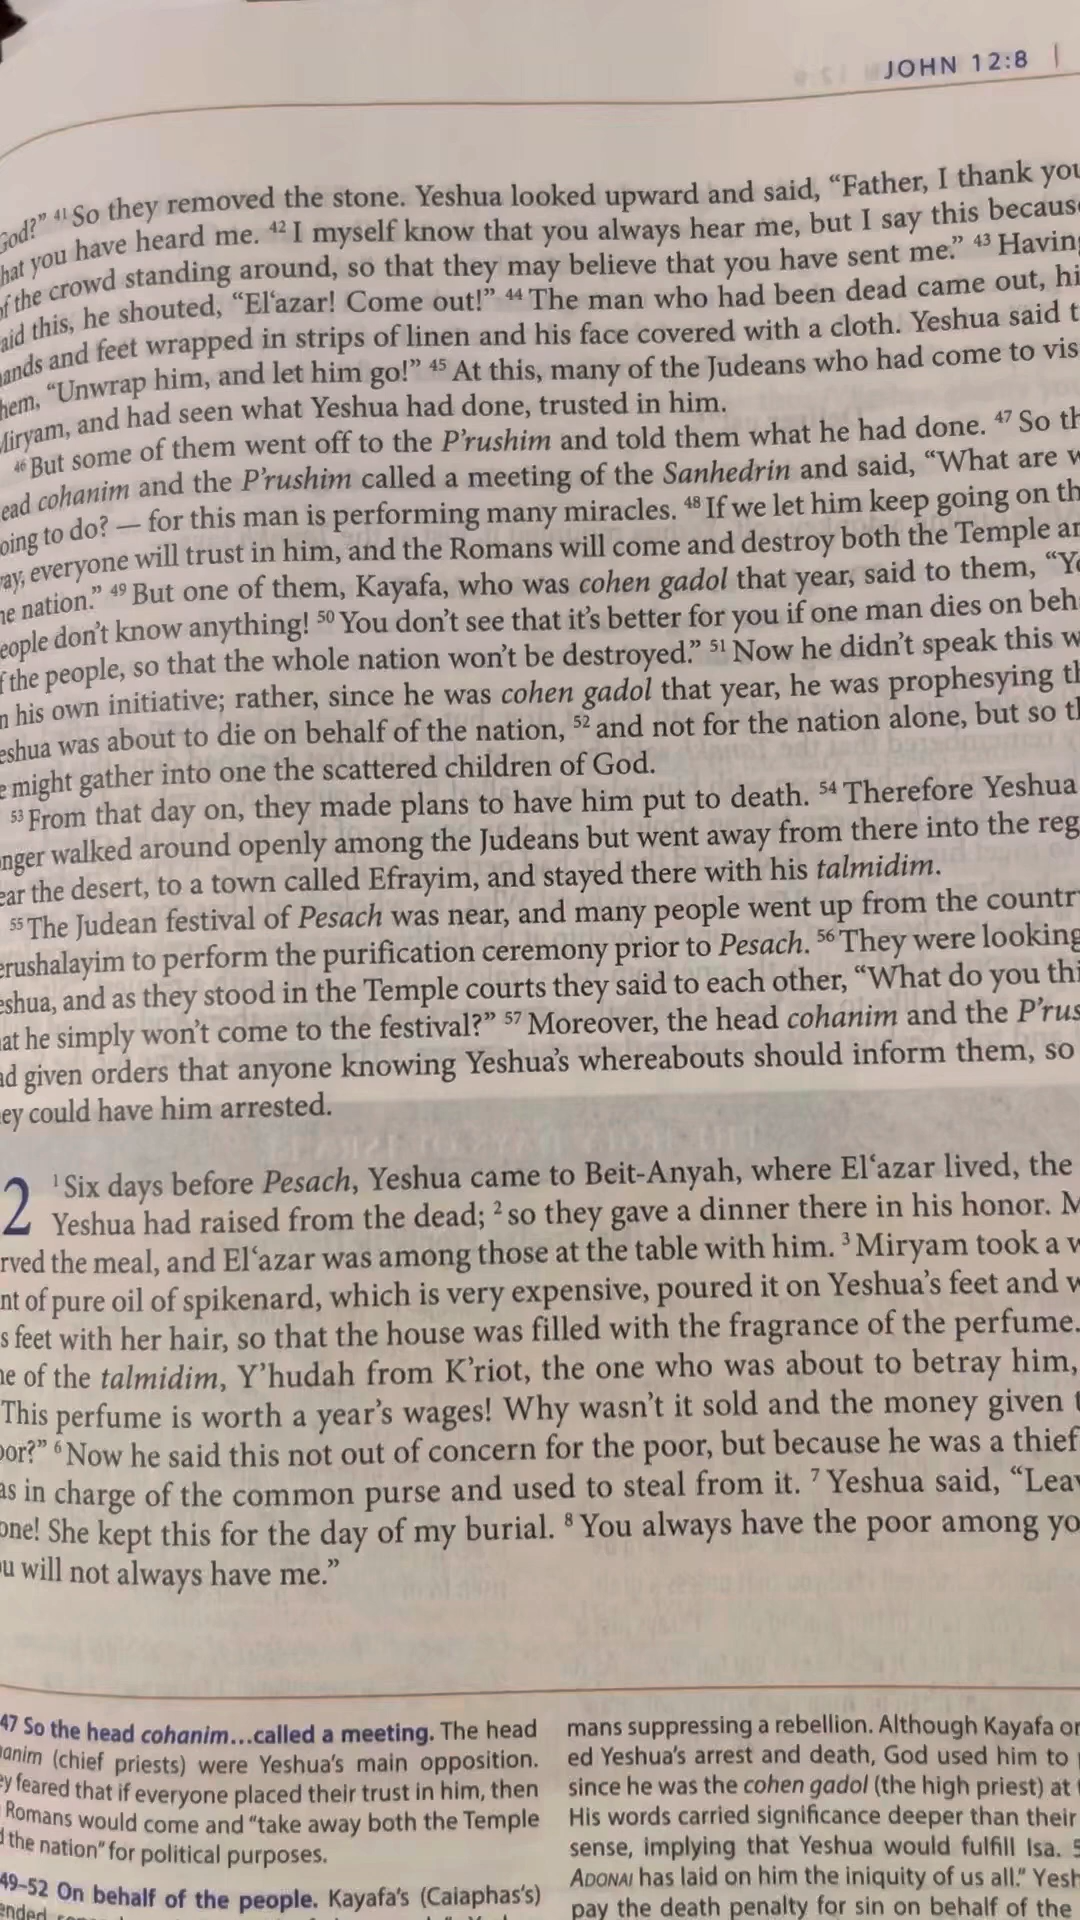 JOHN 12:8 |
God?” 41 So they removed the stone. Yeshua looked upward and said, “Father, I thank you
hat you have heard me. 42 I myself know that you always hear me, but I say this because
of the crowd standing around, so that they may believe that you have sent me.” 43 Having
aid this, he shouted, “El‘azar! Come out!” 44 The man who had been dead came out, hi
ands and feet wrapped in strips of linen and his face covered with a cloth. Yeshua said t
hem, “Unwrap him, and let him go!” 45 At this, many of the Judeans who had come to vis
Miryam, and had seen what Yeshua had done, trusted in him.
46 But some of them went off to the P’rushim and told them what he had done. 47 So th
ead cohanim and the P’rushim called a meeting of the Sanhedrin and said, “What are w
oing to do? — for this man is performing many miracles. 48 If we let him keep going on th
ay, everyone will trust in him, and the Romans will come and destroy both the Temple an
he nation.” 49 But one of them, Kayafa, who was cohen gadol that year, said to them, “Yo
eople don’t know anything! 50 You don’t see that it’s better for you if one man dies on beh
f the people, so that the whole nation won’t be destroyed.” 51 Now he didn’t speak this w
n his own initiative; rather, since he was cohen gadol that year, he was prophesying th
eshua was about to die on behalf of the nation, 52 and not for the nation alone, but so th
e might gather into one the scattered children of God.
53 From that day on, they made plans to have him put to death. 54 Therefore Yeshua
nger walked around openly among the Judeans but went away from there into the reg
ear the desert, to a town called Efrayim, and stayed there with his talmidim.
55 The Judean festival of Pesach was near, and many people went up from the countr
erushalayim to perform the purification ceremony prior to Pesach. 56 They were looking
eshua, and as they stood in the Temple courts they said to each other, “What do you thi
at he simply won’t come to the festival?” 57 Moreover, the head cohanim and the P’rus
ad given orders that anyone knowing Yeshua’s whereabouts should inform them, so
ey could have him arrested.
2 1 Six days before Pesach, Yeshua came to Beit-Anyah, where El‘azar lived, the
Yeshua had raised from the dead; 2 so they gave a dinner there in his honor. M
rved the meal, and El‘azar was among those at the table with him. 3 Miryam took a w
nt of pure oil of spikenard, which is very expensive, poured it on Yeshua’s feet and w
s feet with her hair, so that the house was filled with the fragrance of the perfume.
ne of the talmidim, Y’hudah from K’riot, the one who was about to betray him,
This perfume is worth a year’s wages! Why wasn’t it sold and the money given t
oor?” 6 Now he said this not out of concern for the poor, but because he was a thief
as in charge of the common purse and used to steal from it. 7 Yeshua said, “Leav
one! She kept this for the day of my burial. 8 You always have the poor among yo
ou will not always have me.”
47 So the head cohanim...called a meeting. The head
hanim (chief priests) were Yeshua’s main opposition.
ey feared that if everyone placed their trust in him, then
Romans would come and “take away both the Temple
d the nation” for political purposes.
49–52 On behalf of the people. Kayafa’s (Caiaphas’s)
ended
mans suppressing a rebellion. Although Kayafa or
ed Yeshua’s arrest and death, God used him to
since he was the cohen gadol (the high priest) at
His words carried significance deeper than their
sense, implying that Yeshua would fulfill Isa. 5
ADONAI has laid on him the iniquity of us all.” Yesh
pay the death penalty for sin on behalf of the